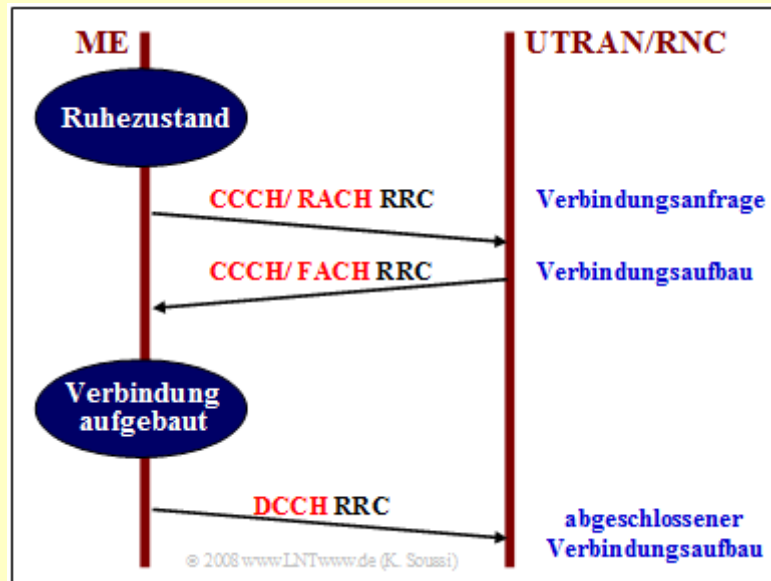 ME
UTRAN/RNC
Ruhezustand
CCCH/ RACH RRC
Verbindungsanfrage
CCCH/ FACH RRC
Verbindungsaufbau
Verbindung
aufgebaut
DCCH RRC
abgeschlossener
Verbindungsaufbau
© 2008 www.LNTwww.de (K. Soussi)